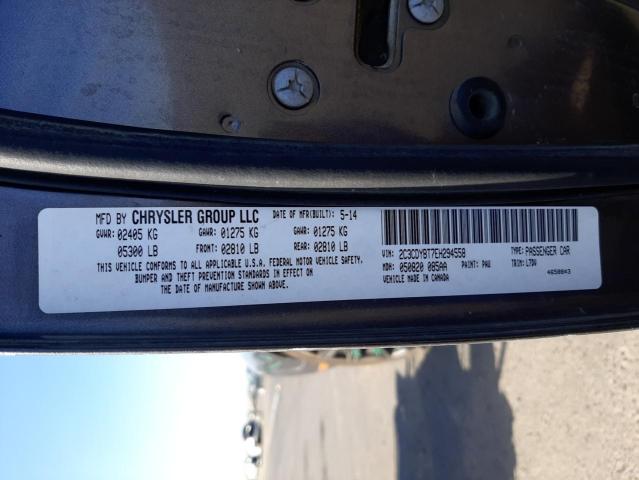 MFD BY CHRYSLER GROUP LLC DATE OF MFR(BUILT): 5-14
GVWR: 02405 KG GAWR: 01275 KG GAWR: 01275 KG
05300 LB FRONT: 02810 LB REAR: 02810 LB
THIS VEHICLE CONFORMS TO ALL APPLICABLE U.S.A. FEDERAL MOTOR VEHICLE SAFETY,
BUMPER AND THEFT PREVENTION STANDARDS IN EFFECT ON
THE DATE OF MANUFACTURE SHOWN ABOVE.
VIN: 2C3CDYBT7EH294558 TYPE: PASSENGER CAR
MDH: 050820 085AA PAINT: PAU TRIM: L7DV
VEHICLE MADE IN CANADA 4650843